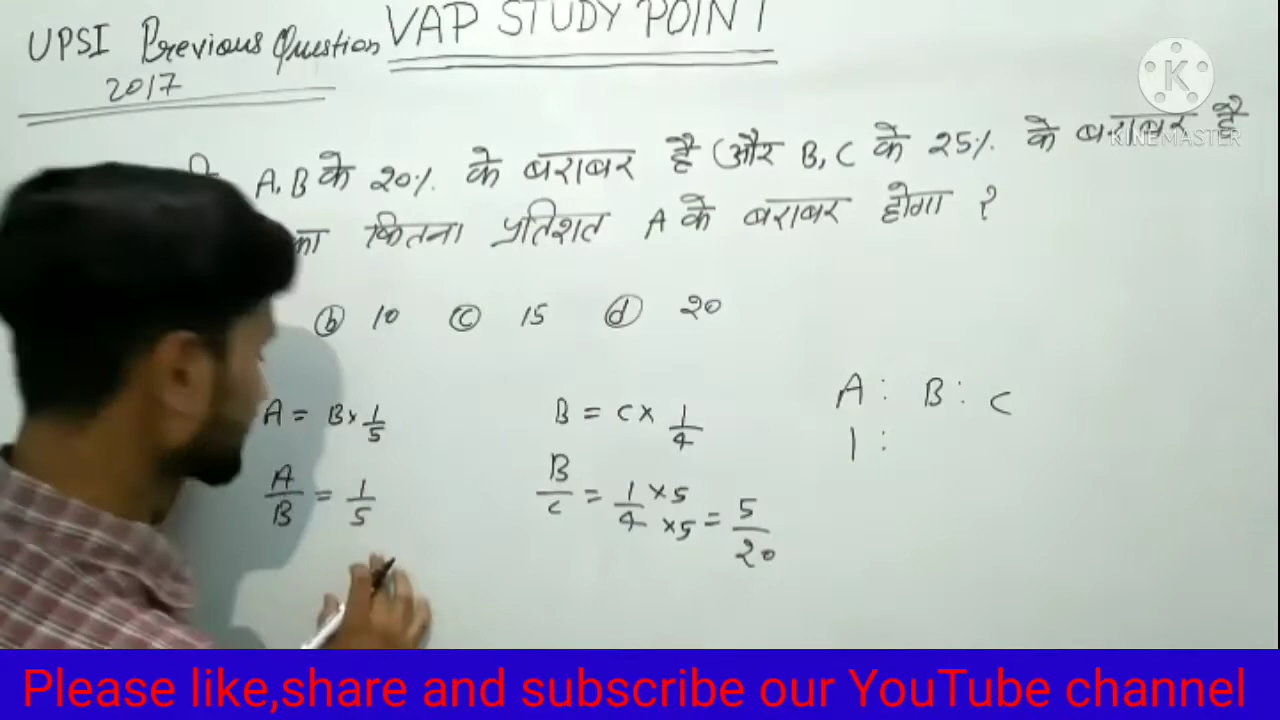 UPSI Previous Question VAP STUDY POINT
2017
K
KINEMASTER
A, B के 20% के बराबर है (और B, C के 25% के बराबर है
का कितना प्रतिशत A के बराबर होगा ?
ⓑ 10 ⓒ 15 ⓓ 20
A = B × 1/5
A/B = 1/5
B = C × 1/4
B/C = 1/4 ×5 ×5 = 5/20
A : B : C
1 :
Please like,share and subscribe our YouTube channel